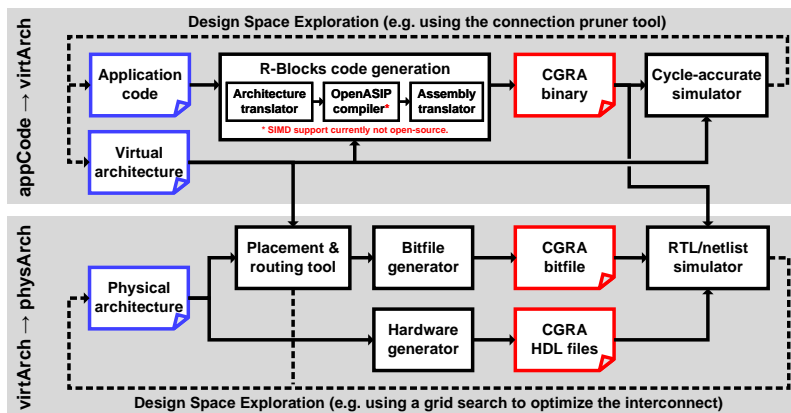 Design Space Exploration (e.g. using the connection pruner tool)
appCode → virtArch
Application
code
R-Blocks code generation
Architecture
translator
OpenASIP
compiler*
Assembly
translator
* SIMD support currently not open-source.
CGRA
binary
Cycle-accurate
simulator
Virtual
architecture
virtArch → physArch
Physical
architecture
Placement &
routing tool
Bitfile
generator
CGRA
bitfile
RTL/netlist
simulator
Hardware
generator
CGRA
HDL files
Design Space Exploration (e.g. using a grid search to optimize the interconnect)